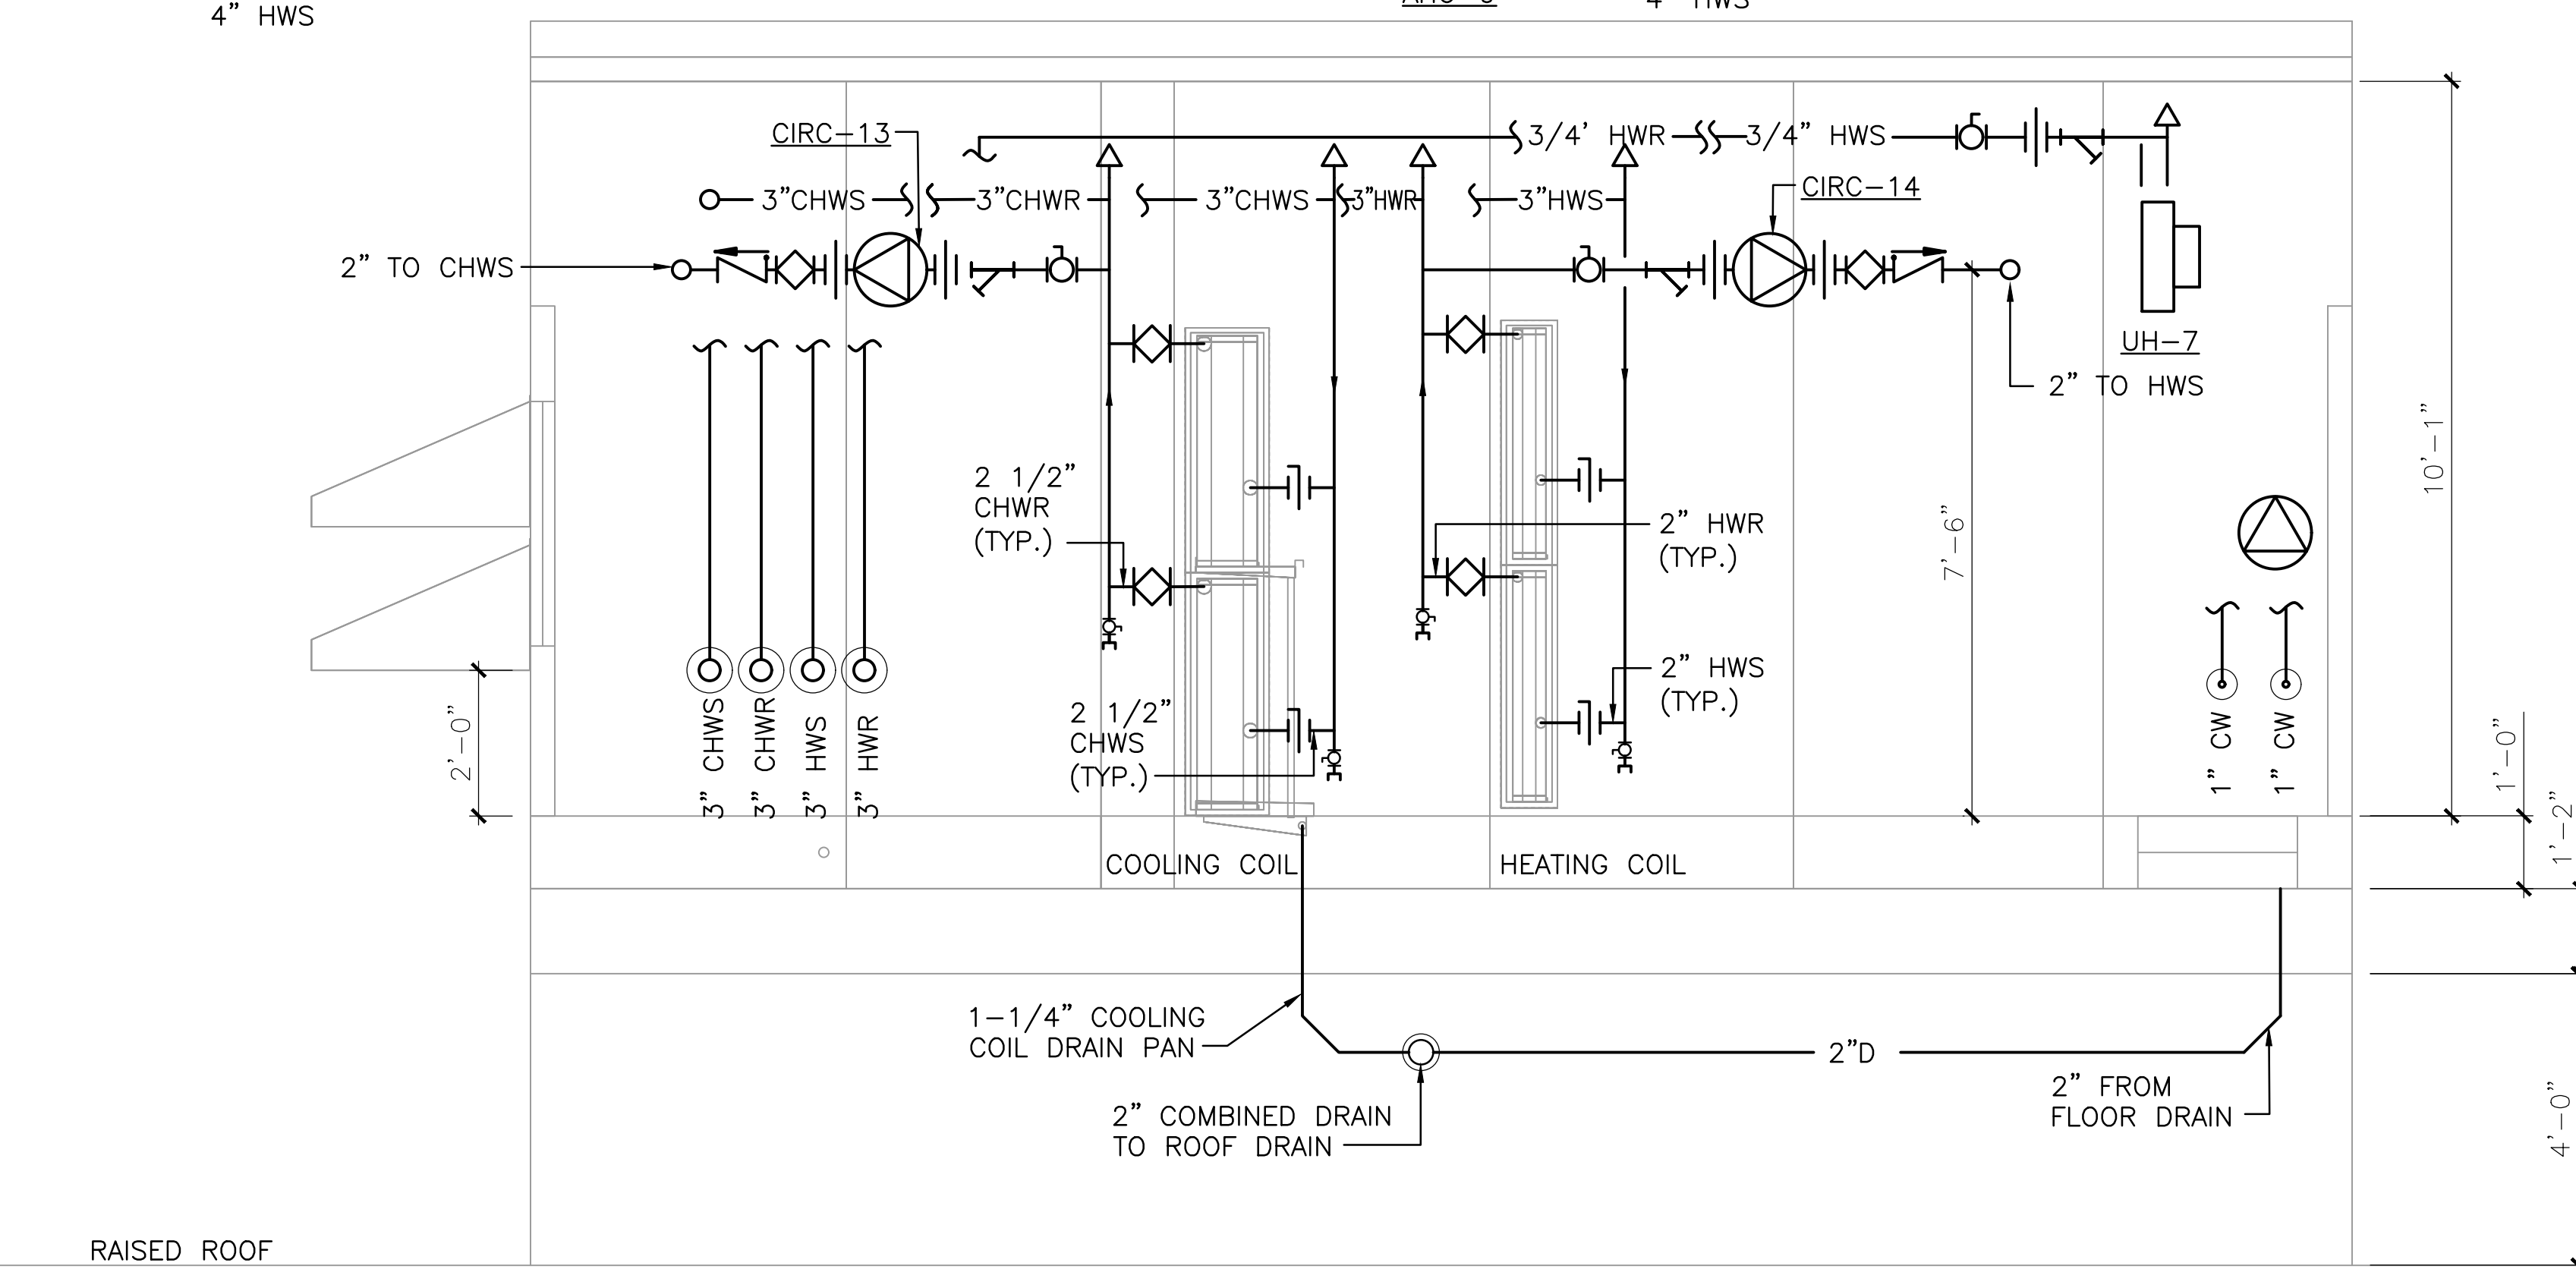 4” HWS
4” HWS
CIRC-13
3/4' HWR
3/4” HWS
3”CHWS
3”CHWR
3”CHWS
3”HWR
3”HWS
CIRC-14
2” TO CHWS
UH-7
2” TO HWS
10'-1”
2 1/2”
CHWR
(TYP.)
2” HWR
(TYP.)
7'-6”
2” HWS
(TYP.)
2'-0”
3” CHWS
3” CHWR
3” HWS
3” HWR
2 1/2”
CHWS
(TYP.)
1” CW
1” CW
1'-0”
1'-2”
COOLING COIL
HEATING COIL
1-1/4” COOLING
COIL DRAIN PAN
2”D
2” COMBINED DRAIN
TO ROOF DRAIN
2” FROM
FLOOR DRAIN
4'-0”
RAISED ROOF